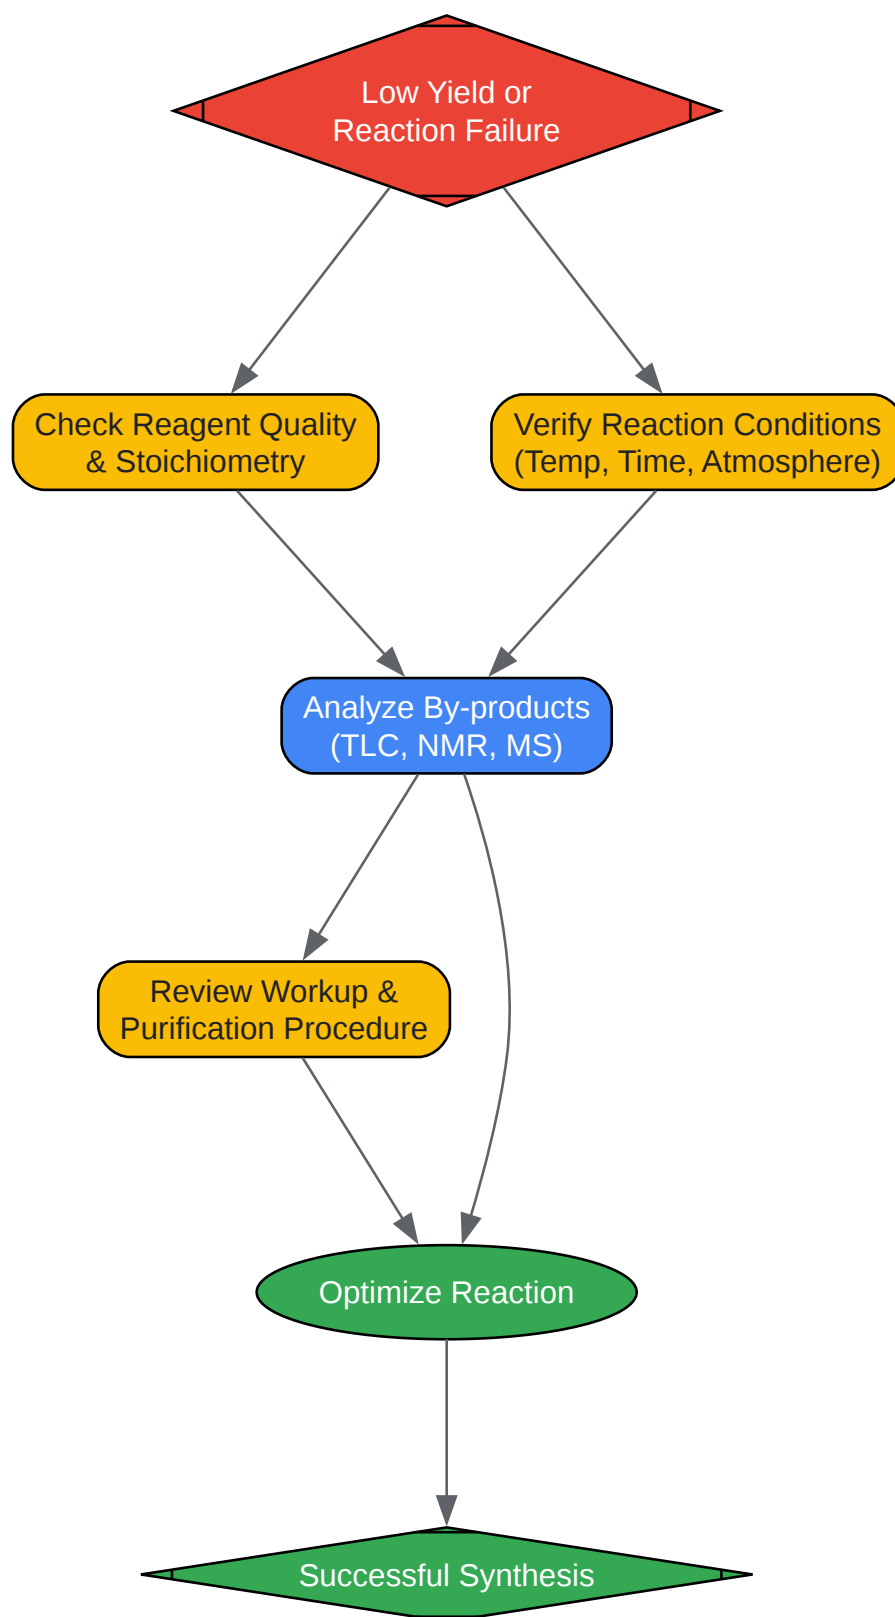 Low Yield or
Reaction Failure
Check Reagent Quality
& Stoichiometry
Verify Reaction Conditions
(Temp, Time, Atmosphere)
Analyze By-products
(TLC, NMR, MS)
Review Workup &
Purification Procedure
Optimize Reaction
Successful Synthesis